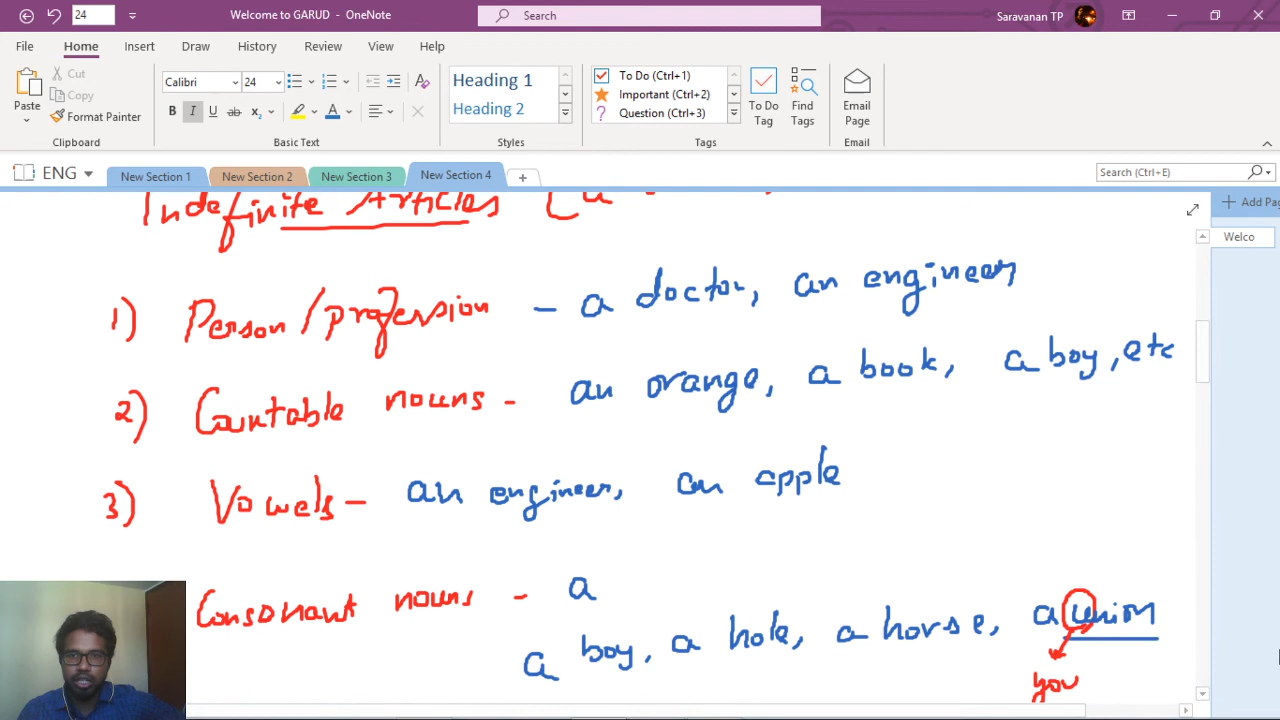 24
Welcome to GARUD - OneNote
Search
Saravanan TP
File Home Insert Draw History Review View Help
Paste
Cut
Copy
Format Painter
Clipboard
Calibri 24
B I U ab x₂ A
Basic Text
Heading 1
Heading 2
Styles
To Do (Ctrl+1)
Important (Ctrl+2)
Question (Ctrl+3)
To Do Tag
Find Tags
Tags
Email Page
Email
ENG
New Section 1 New Section 2 New Section 3 New Section 4
Search (Ctrl+E)
Add Pag
Welco
Indefinite Articles
1) Person/profession - a doctor, an engineer,
2) Countable nouns - an orange, a book, a boy, etc
3) Vowels - an engineer, an apple
Consonant nouns - a
a boy, a hole, a horse, a union
you